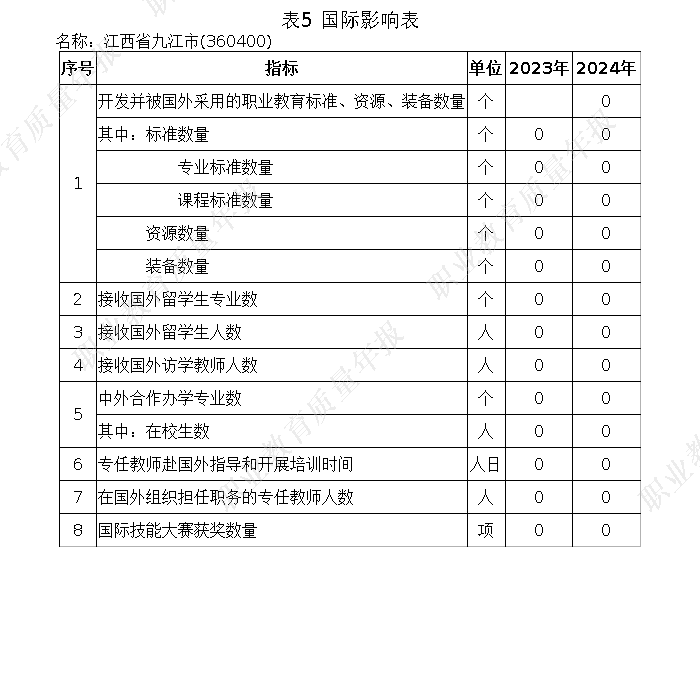 表5 国际影响表
名称：江西省九江市(360400)
序号 指标 单位 2023年 2024年
1 开发并被国外采用的职业教育标准、资源、装备数量 个 0
其中：标准数量 个 0 0
专业标准数量 个 0 0
课程标准数量 个 0 0
资源数量 个 0 0
装备数量 个 0 0
2 接收国外留学生专业数 个 0 0
3 接收国外留学生人数 人 0 0
4 接收国外访学教师人数 人 0 0
5 中外合作办学专业数 个 0 0
其中：在校生数 人 0 0
6 专任教师赴国外指导和开展培训时间 人日 0 0
7 在国外组织担任职务的专任教师人数 人 0 0
8 国际技能大赛获奖数量 项 0 0
职业教育质量年报